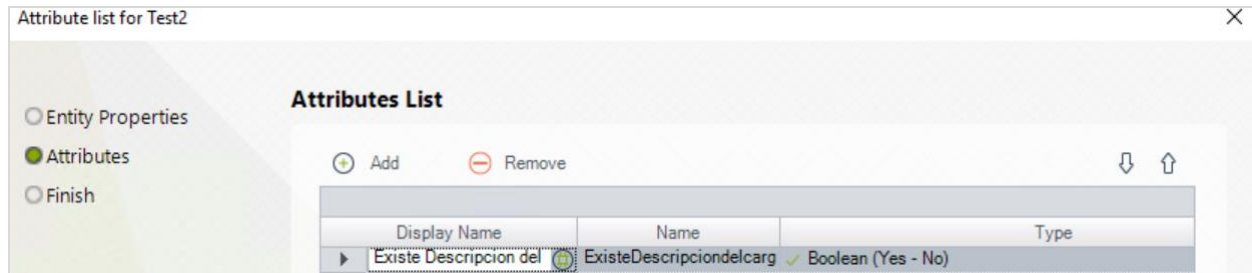 Attribute list for Test2
Attributes List
Entity Properties
Attributes
Finish
Add Remove
Display Name Name Type
Existe Descripcion del ExisteDescripciondelcarg Boolean (Yes - No)